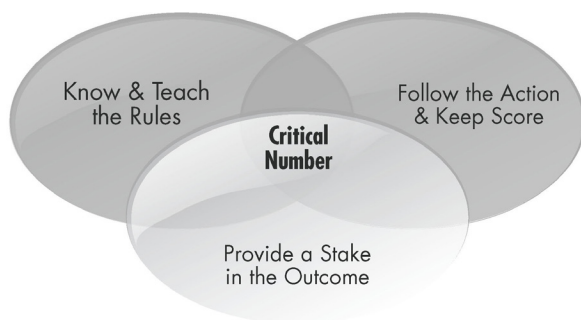 Know & Teach
the Rules
Follow the Action
& Keep Score
Critical
Number
Provide a Stake
in the Outcome